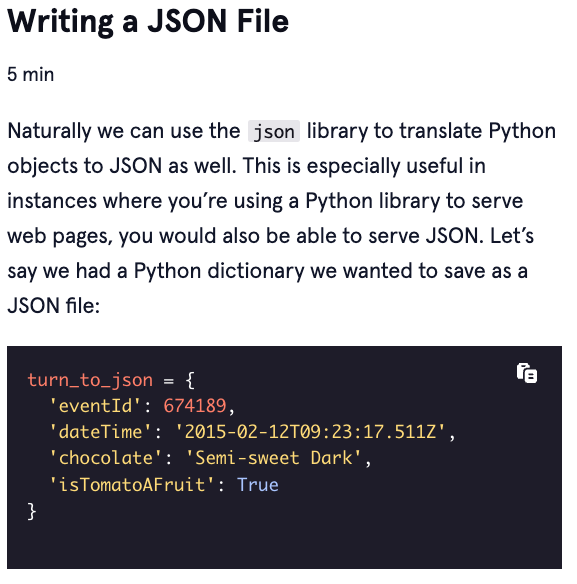 Writing a JSON File
5 min
Naturally we can use the json library to translate Python
objects to JSON as well. This is especially useful in
instances where you’re using a Python library to serve
web pages, you would also be able to serve JSON. Let’s
say we had a Python dictionary we wanted to save as a
JSON file:
turn_to_json = {
  'eventId': 674189,
  'dateTime': '2015-02-12T09:23:17.511Z',
  'chocolate': 'Semi-sweet Dark',
  'isTomatoAFruit': True
}